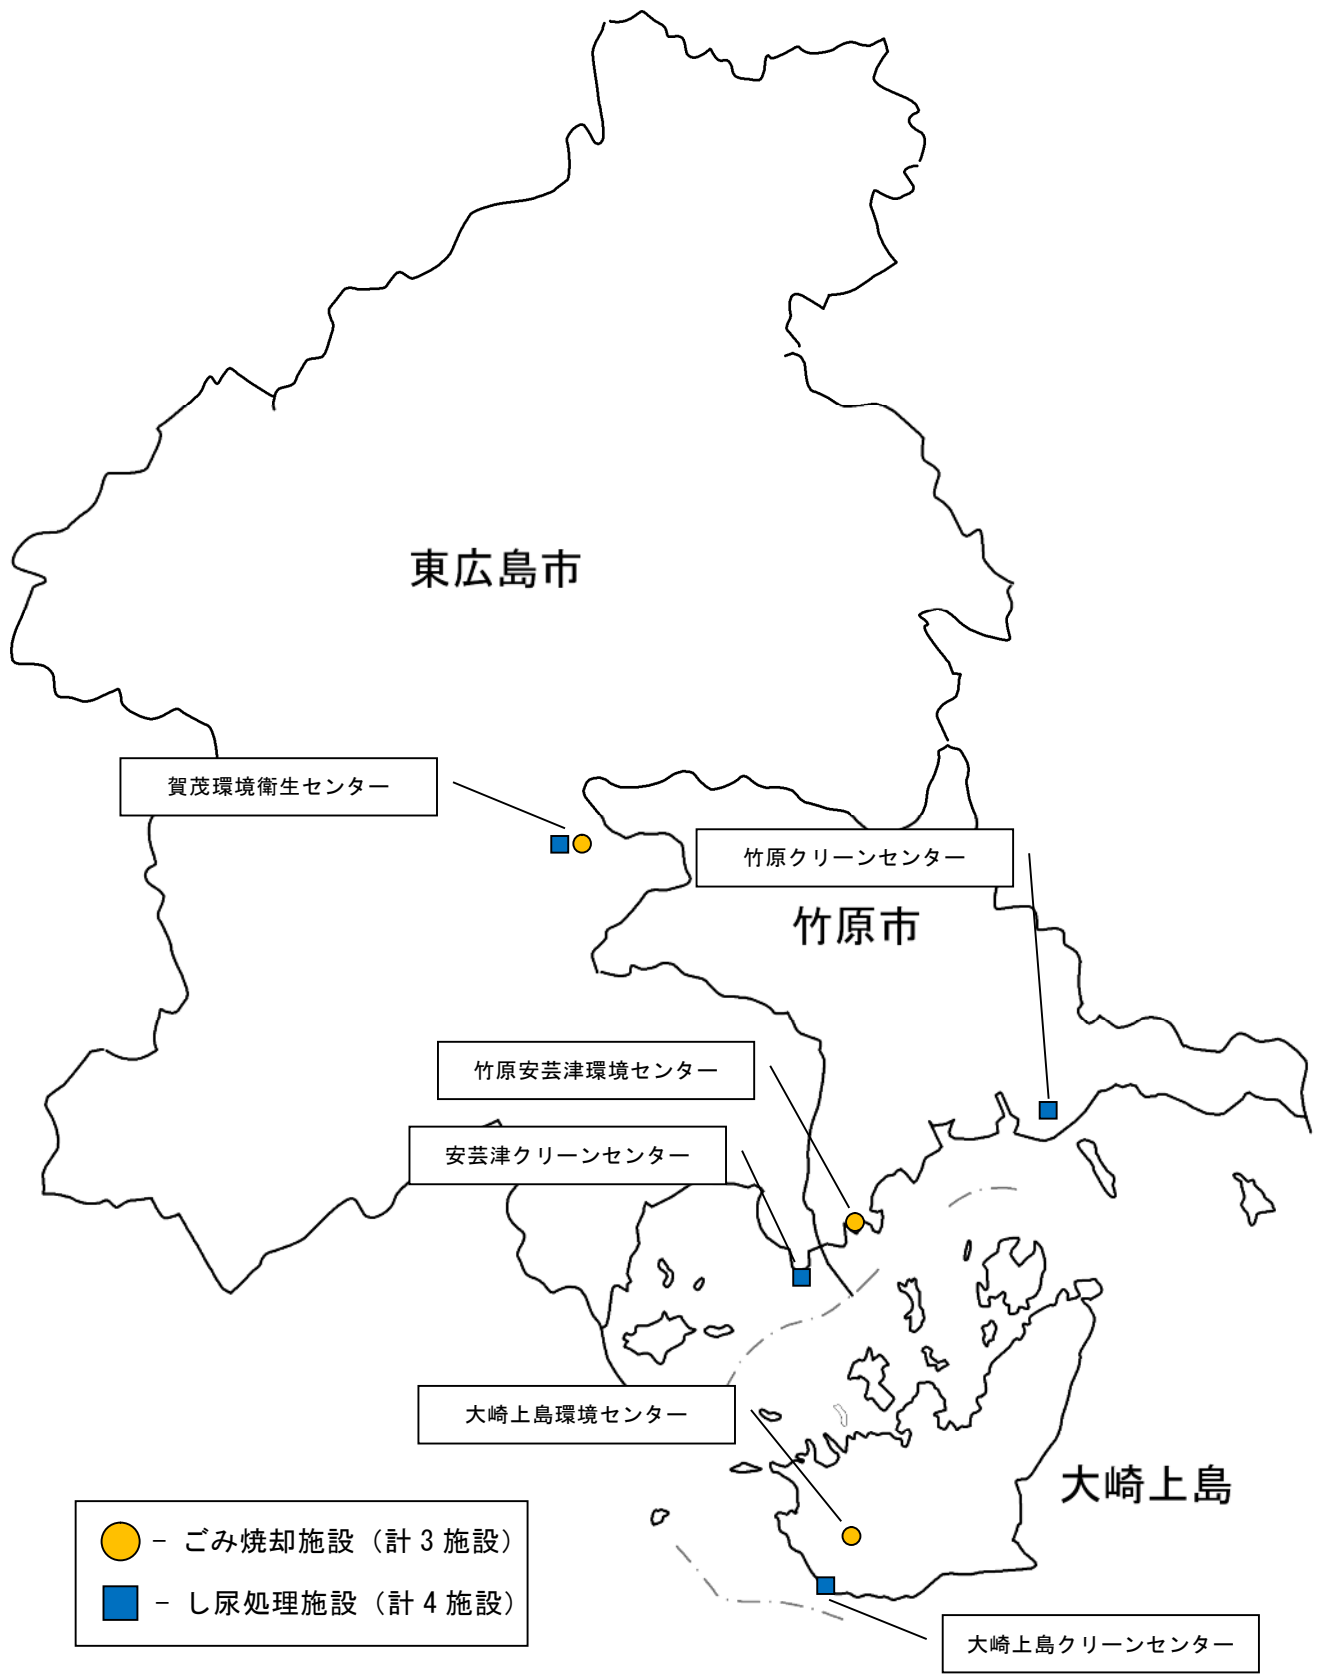 東広島市
賀茂環境衛生センター
竹原クリーンセンター
竹原市
竹原安芸津環境センター
安芸津クリーンセンター
大崎上島環境センター
大崎上島
－ ごみ焼却施設（計３施設）
－ し尿処理施設（計４施設）
大崎上島クリーンセンター